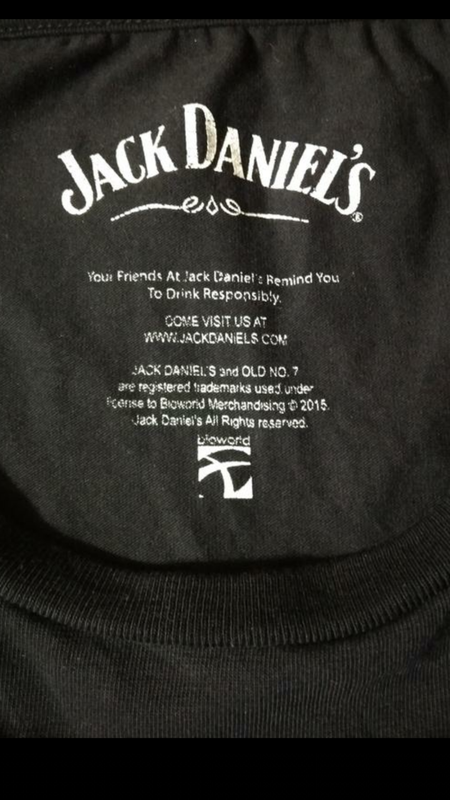 JACK DANIEL'S®
Your Friends At Jack Daniel's Remind You
To Drink Responsibly.
COME VISIT US AT
WWW.JACKDANIELS.COM
JACK DANIEL'S and OLD NO. 7
are registered trademarks used under
license to Bioworld Merchandising © 2015.
Jack Daniel's All Rights reserved.
bioworld